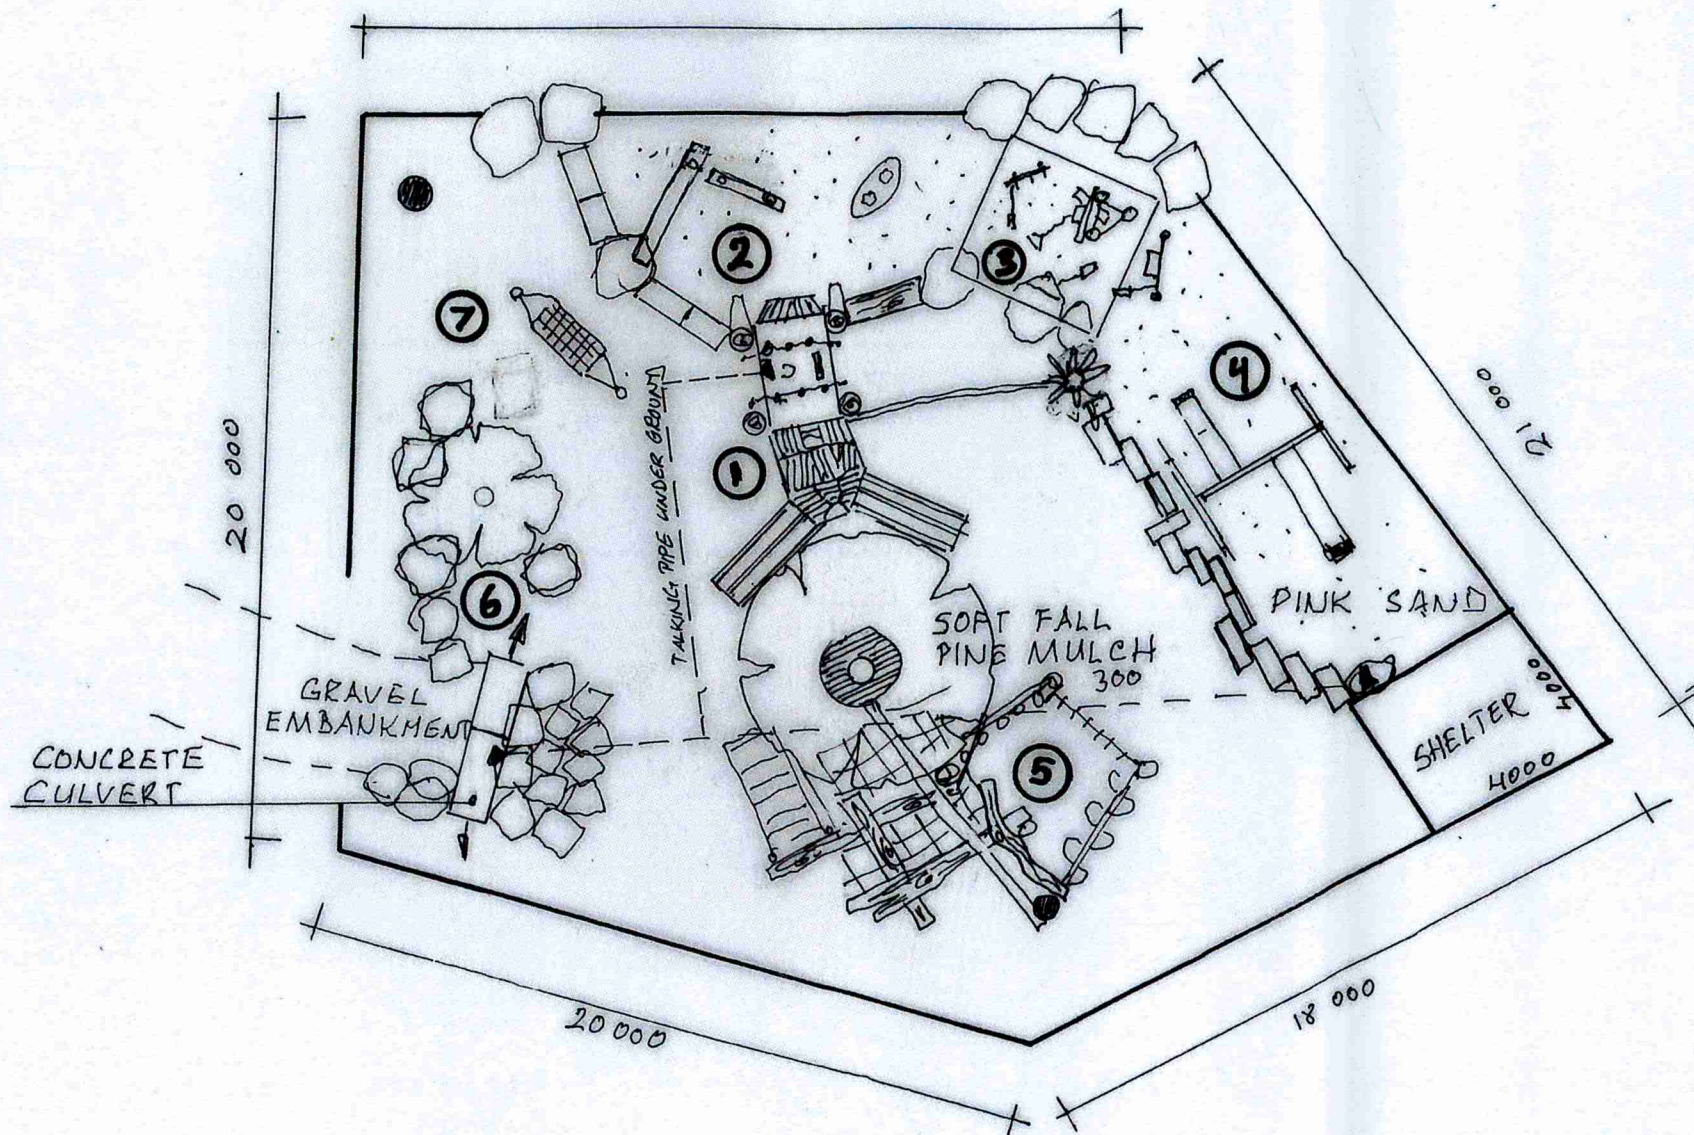 2
3
7
4
1
20 000
21 000
TALKING PIPE UNDER GROUND
6
PINK SAND
SOFT FALL
PINE MULCH
300
GRAVEL
EMBANKMENT
CONCRETE
CULVERT
5
SHELTER
4000
4000
20 000
18 000